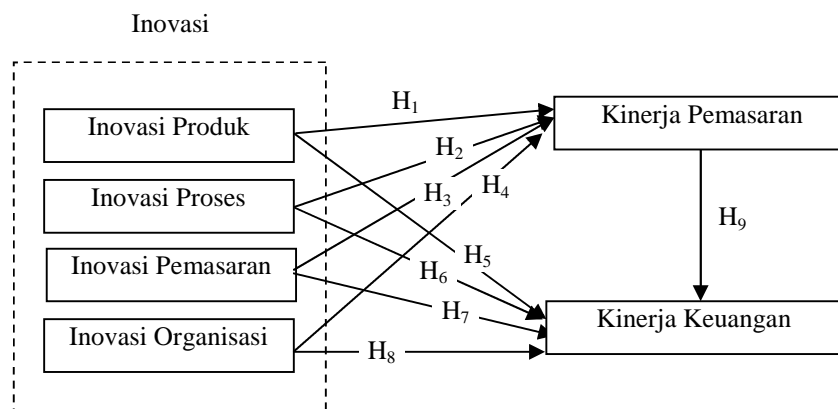 Inovasi
Inovasi Produk
Inovasi Proses
Inovasi Pemasaran
Inovasi Organisasi
H₁
H₂
H₃
H₄
H₅
H₆
H₇
H₈
Kinerja Pemasaran
H₉
Kinerja Keuangan